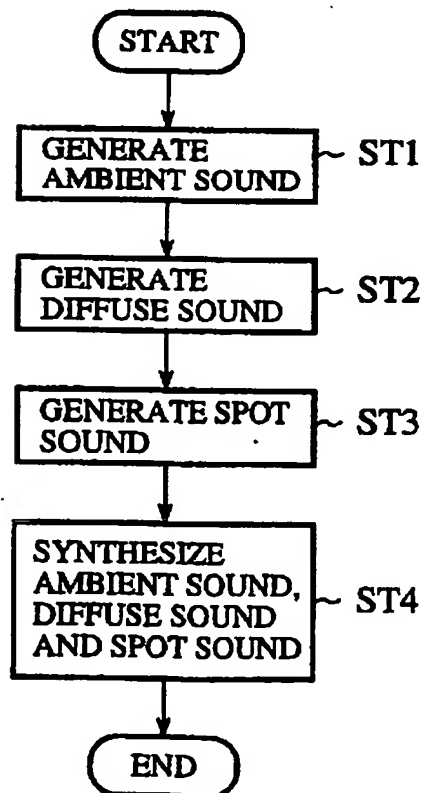 START
GENERATE
AMBIENT SOUND
~ ST1
GENERATE
DIFFUSE SOUND
~ ST2
GENERATE SPOT
SOUND
~ ST3
SYNTHESIZE
AMBIENT SOUND,
DIFFUSE SOUND
AND SPOT SOUND
~ ST4
END